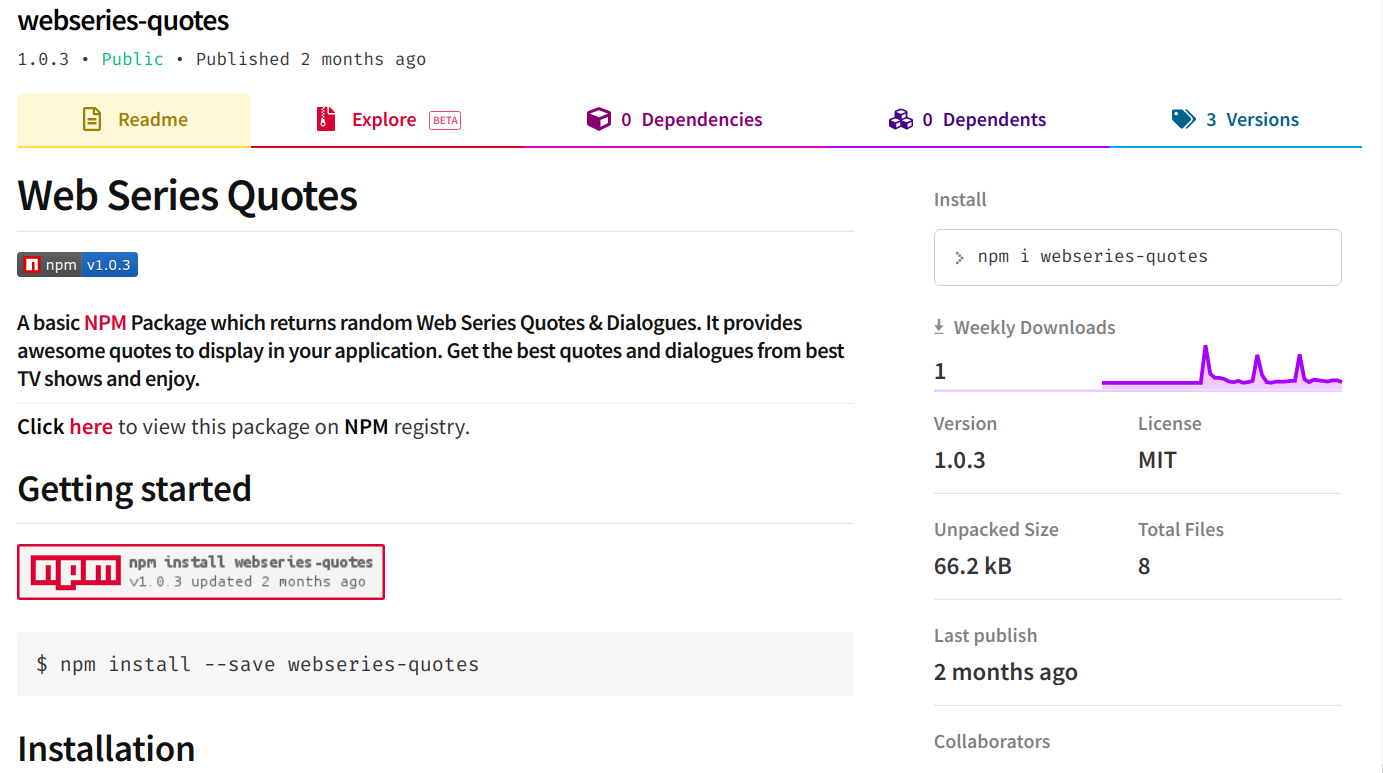 webseries-quotes
1.0.3 • Public • Published 2 months ago
Readme
Explore BETA
0 Dependencies
0 Dependents
3 Versions
Web Series Quotes
npm v1.0.3
A basic NPM Package which returns random Web Series Quotes & Dialogues. It provides
awesome quotes to display in your application. Get the best quotes and dialogues from best
TV shows and enjoy.
Click here to view this package on NPM registry.
Getting started
npm npm install webseries-quotes
v1.0.3 updated 2 months ago
$ npm install --save webseries-quotes
Installation
Install
> npm i webseries-quotes
Weekly Downloads
1
Version
1.0.3
License
MIT
Unpacked Size
66.2 kB
Total Files
8
Last publish
2 months ago
Collaborators